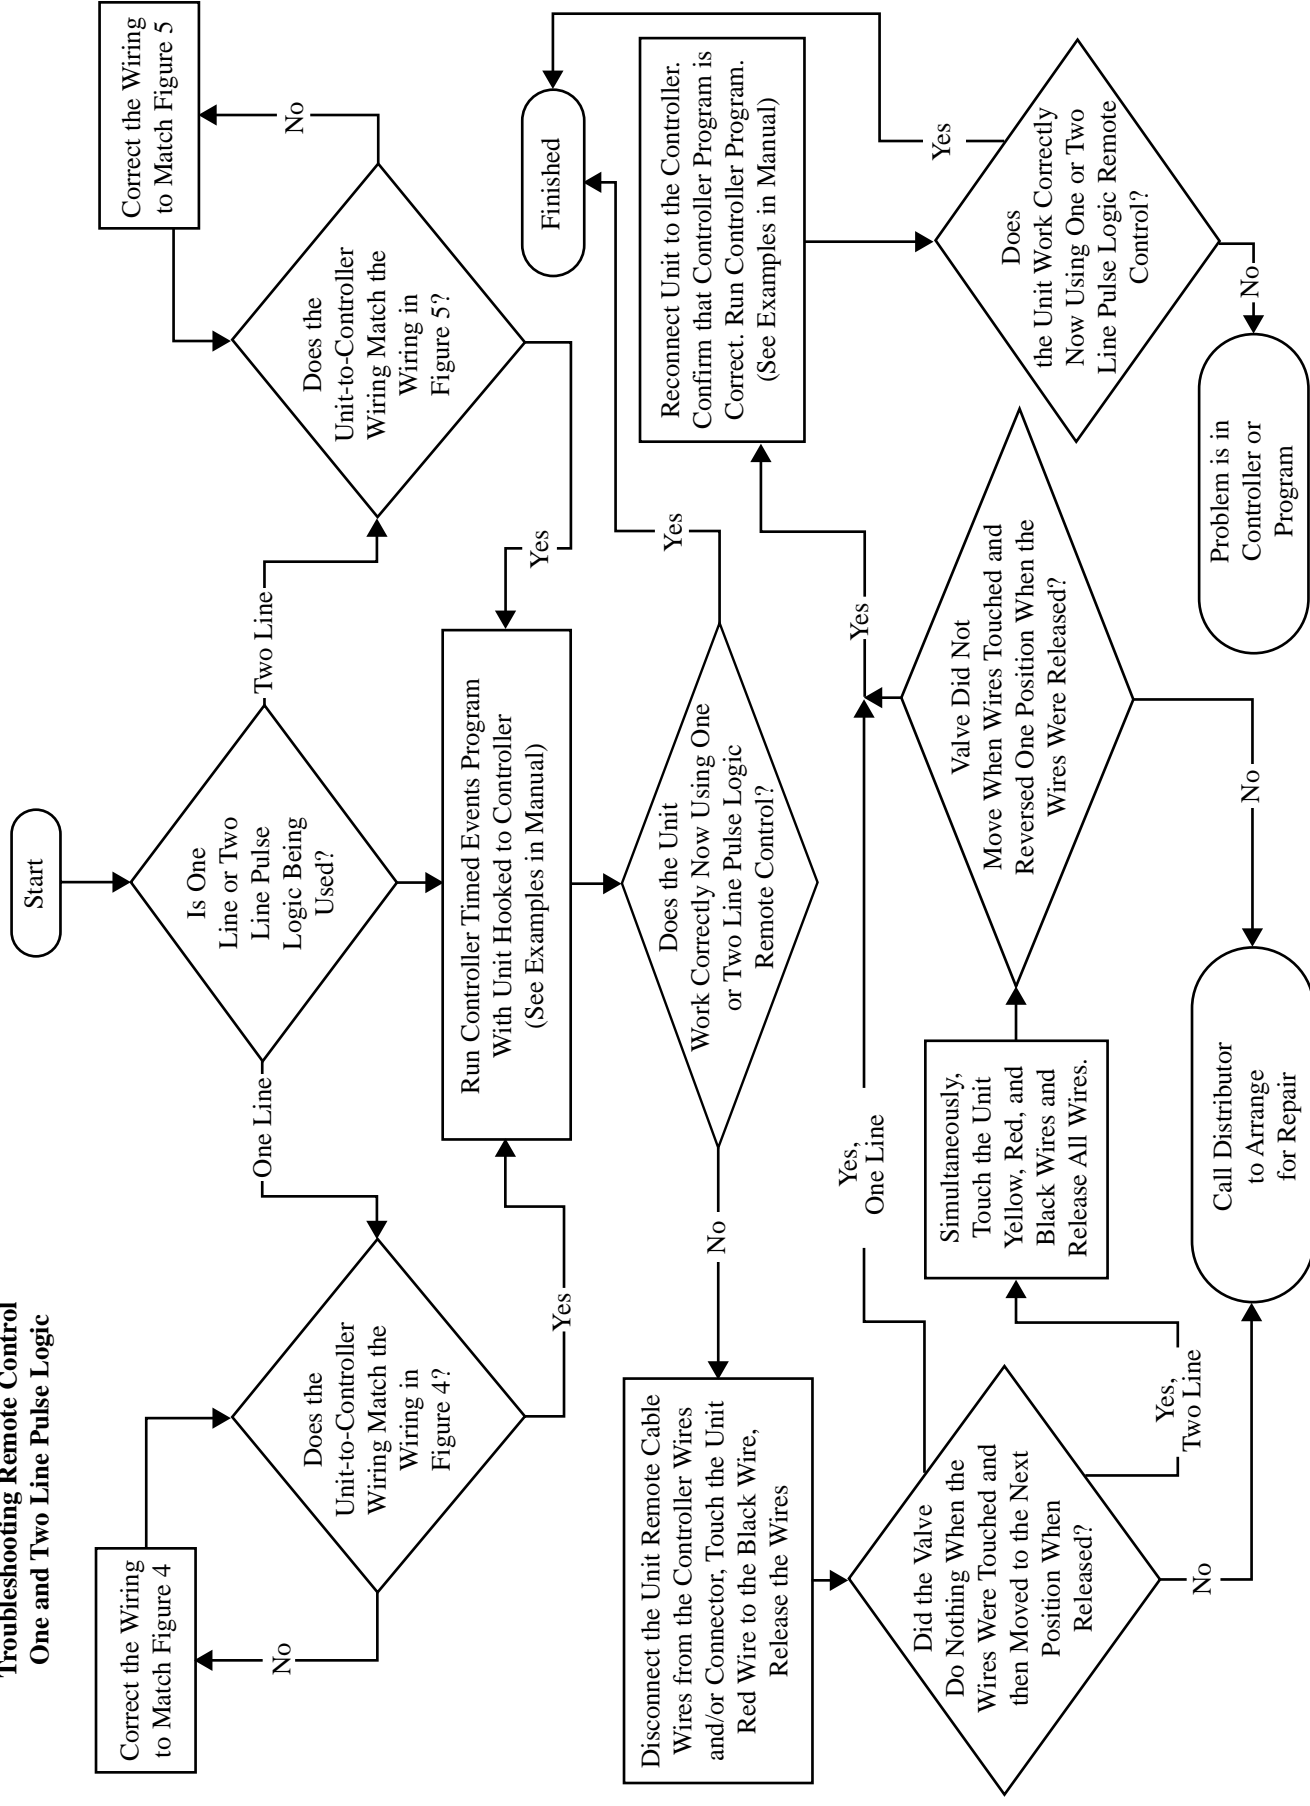 Troubleshooting Remote Control
One and Two Line Pulse Logic
Start
Is One
Line or Two
Line Pulse
Logic Being
Used?
One Line
Two Line
Correct the Wiring
to Match Figure 4
No
Does the
Unit-to-Controller
Wiring Match the
Wiring in
Figure 4?
Yes
Correct the Wiring
to Match Figure 5
No
Does the
Unit-to-Controller
Wiring Match the
Wiring in
Figure 5?
Yes
Run Controller Timed Events Program
With Unit Hooked to Controller
(See Examples in Manual)
Does the Unit
Work Correctly Now Using One
or Two Line Pulse Logic
Remote Control?
No
Yes
Finished
Disconnect the Unit Remote Cable
Wires from the Controller Wires
and/or Connector, Touch the Unit
Red Wire to the Black Wire,
Release the Wires
Did the Valve
Do Nothing When the
Wires Were Touched and
then Moved to the Next
Position When
Released?
Yes,
One Line
Yes,
Two Line
No
Simultaneously,
Touch the Unit
Yellow, Red, and
Black Wires and
Release All Wires.
Valve Did Not
Move When Wires Touched and
Reversed One Position When the
Wires Were Released?
Yes
No
Call Distributor
to Arrange
for Repair
Reconnect Unit to the Controller.
Confirm that Controller Program is
Correct. Run Controller Program.
(See Examples in Manual)
Does
the Unit Work Correctly
Now Using One or Two
Line Pulse Logic Remote
Control?
Yes
No
Problem is in
Controller or
Program